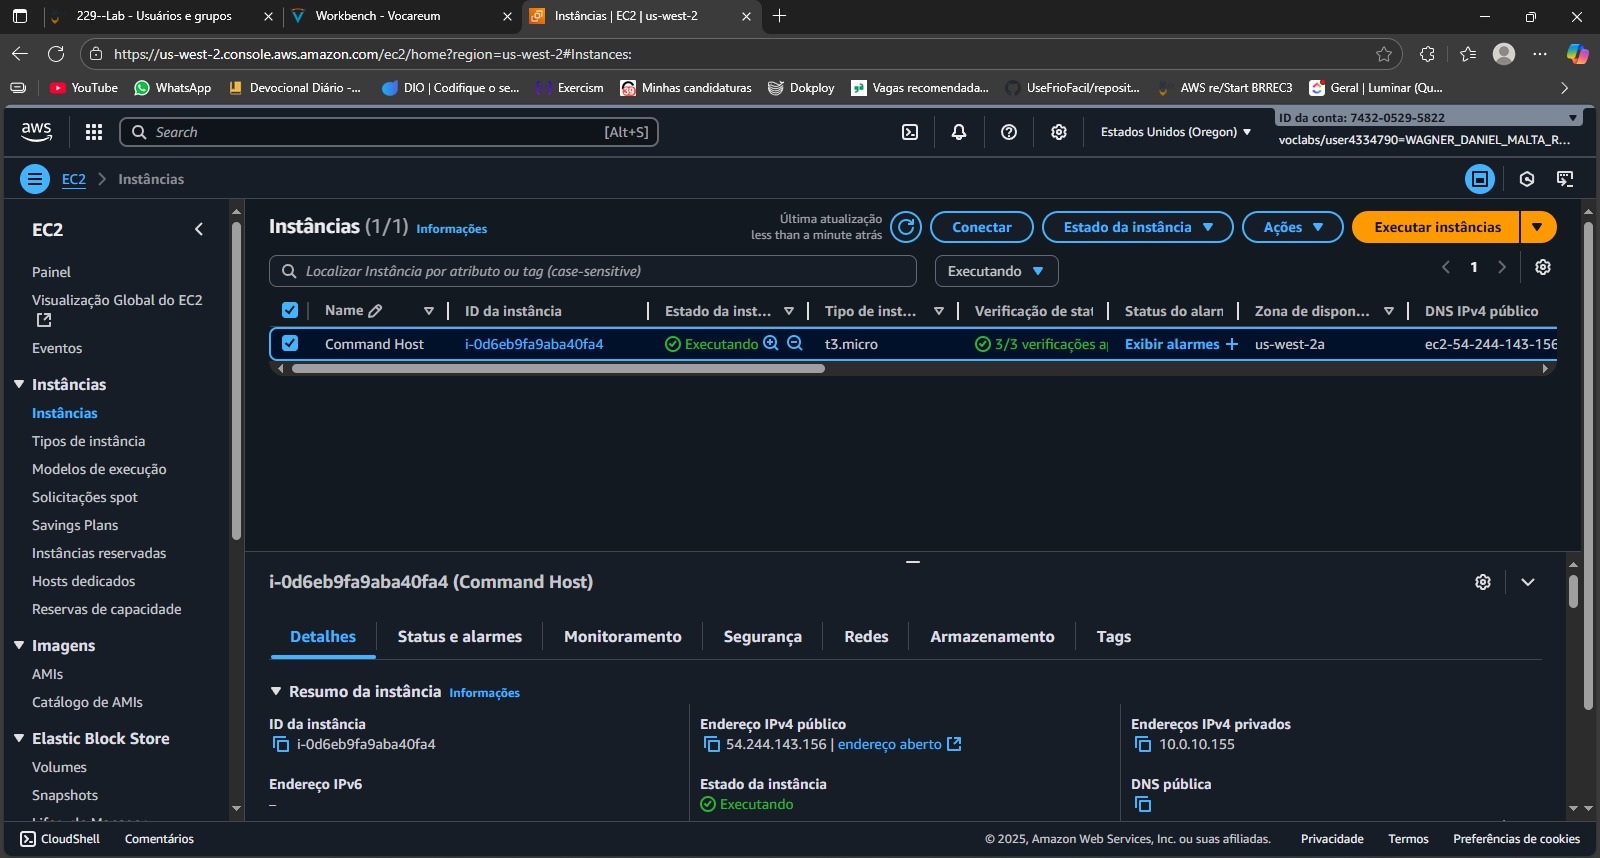 229--Lab - Usuários e grupos
Workbench - Vocareum
Instâncias | EC2 | us-west-2
https://us-west-2.console.aws.amazon.com/ec2/home?region=us-west-2#Instances:
YouTube
WhatsApp
Devocional Diário -...
DIO | Codifique o se...
Exercism
Minhas candidaturas
Dokploy
Vagas recomendada...
UseFrioFacil/reposit...
AWS re/Start BRREC3
Geral | Luminar (Qu...
aws
Search
[Alt+S]
Estados Unidos (Oregon)
ID da conta: 7432-0529-5822
voclabs/user4334790=WAGNER_DANIEL_MALTA_R...
EC2
Instâncias
EC2
Painel
Visualização Global do EC2
Eventos
Instâncias
Instâncias
Tipos de instância
Modelos de execução
Solicitações spot
Savings Plans
Instâncias reservadas
Hosts dedicados
Reservas de capacidade
Imagens
AMIs
Catálogo de AMIs
Elastic Block Store
Volumes
Snapshots
Instâncias (1/1) Informações
Última atualização
less than a minute atrás
Conectar
Estado da instância
Ações
Executar instâncias
Localizar Instância por atributo ou tag (case-sensitive)
Executando
1
Name
ID da instância
Estado da inst...
Tipo de inst...
Verificação de stat
Status do alarn
Zona de dispon...
DNS IPv4 público
Command Host
i-0d6eb9fa9aba40fa4
Executando
t3.micro
3/3 verificações a
Exibir alarmes
us-west-2a
ec2-54-244-143-156
i-0d6eb9fa9aba40fa4 (Command Host)
Detalhes
Status e alarmes
Monitoramento
Segurança
Redes
Armazenamento
Tags
Resumo da instância Informações
ID da instância
i-0d6eb9fa9aba40fa4
Endereço IPv4 público
54.244.143.156 | endereço aberto
Endereços IPv4 privados
10.0.10.155
Endereço IPv6
–
Estado da instância
Executando
DNS pública
CloudShell
Comentários
© 2025, Amazon Web Services, Inc. ou suas afiliadas.
Privacidade
Termos
Preferências de cookies